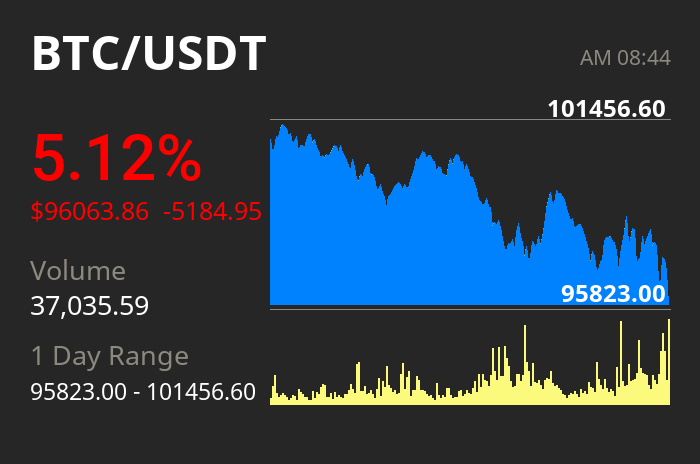 BTC/USDT
AM 08:44
101456.60
5.12%
$96063.86 -5184.95
Volume
37,035.59
95823.00
1 Day Range
95823.00 - 101456.60